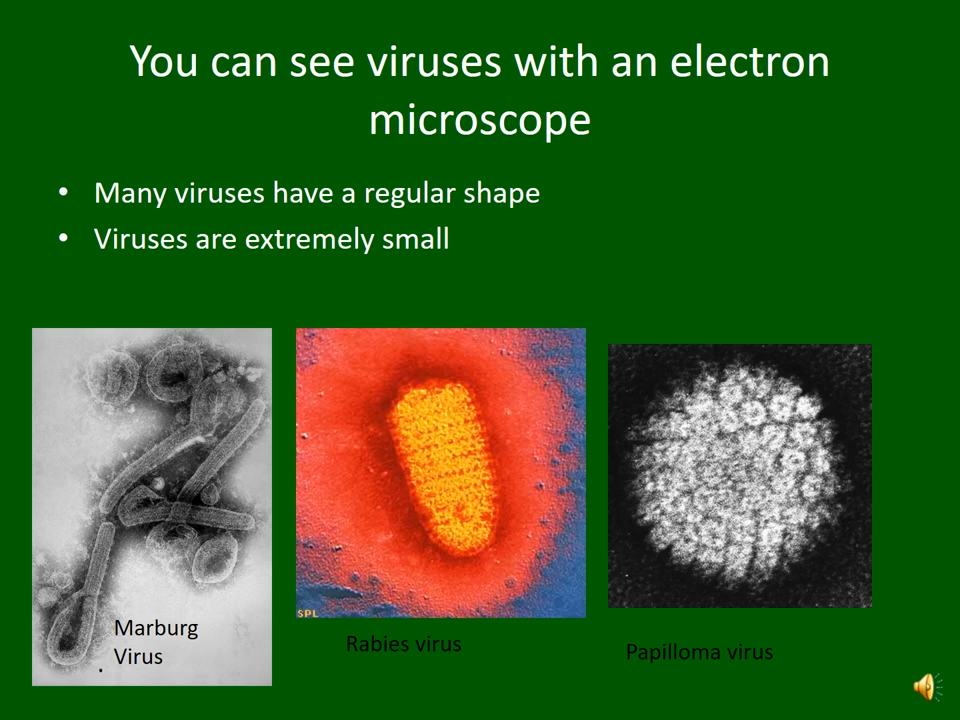 You can see viruses with an electron
microscope
• Many viruses have a regular shape
• Viruses are extremely small
SPL
Marburg
Virus
.
Rabies virus
Papilloma virus